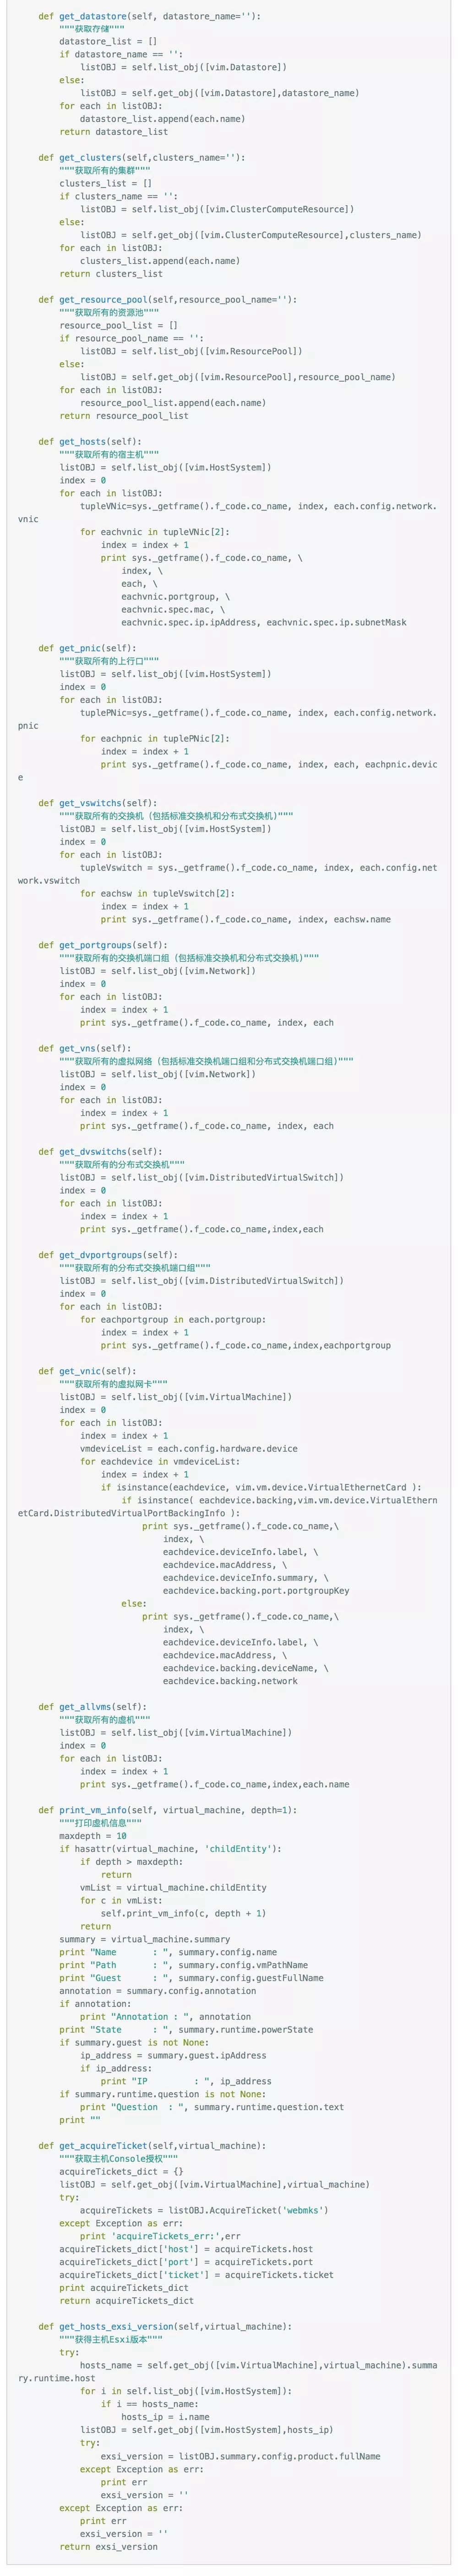 def get_datastore(self, datastore_name=''):
        """获取存储"""
        datastore_list = []
        if datastore_name == '':
            listOBJ = self.list_obj([vim.Datastore])
        else:
            listOBJ = self.get_obj([vim.Datastore],datastore_name)
        for each in listOBJ:
            datastore_list.append(each.name)
        return datastore_list

    def get_clusters(self,clusters_name=''):
        """获取所有的集群"""
        clusters_list = []
        if clusters_name == '':
            listOBJ = self.list_obj([vim.ClusterComputeResource])
        else:
            listOBJ = self.get_obj([vim.ClusterComputeResource],clusters_name)
        for each in listOBJ:
            clusters_list.append(each.name)
        return clusters_list

    def get_resource_pool(self,resource_pool_name=''):
        """获取所有的资源池"""
        resource_pool_list = []
        if resource_pool_name == '':
            listOBJ = self.list_obj([vim.ResourcePool])
        else:
            listOBJ = self.get_obj([vim.ResourcePool],resource_pool_name)
        for each in listOBJ:
            resource_pool_list.append(each.name)
        return resource_pool_list

    def get_hosts(self):
        """获取所有的宿主机"""
        listOBJ = self.list_obj([vim.HostSystem])
        index = 0
        for each in listOBJ:
            tupleVNic=sys._getframe().f_code.co_name, index, each.config.network.
vnic
            for eachvnic in tupleVNic[2]:
                index = index + 1
                print sys._getframe().f_code.co_name, \
                    index, \
                    each, \
                    eachvnic.portgroup, \
                    eachvnic.spec.mac, \
                    eachvnic.spec.ip.ipAddress, eachvnic.spec.ip.subnetMask

    def get_pnic(self):
        """获取所有的上行口"""
        listOBJ = self.list_obj([vim.HostSystem])
        index = 0
        for each in listOBJ:
            tuplePNic=sys._getframe().f_code.co_name, index, each.config.network.
pnic
            for eachpnic in tuplePNic[2]:
                index = index + 1
                print sys._getframe().f_code.co_name, index, each, eachpnic.devic
e

    def get_vswitchs(self):
        """获取所有的交换机（包括标准交换机和分布式交换机)"""
        listOBJ = self.list_obj([vim.HostSystem])
        index = 0
        for each in listOBJ:
            tupleVswitch = sys._getframe().f_code.co_name, index, each.config.net
work.vswitch
            for eachsw in tupleVswitch[2]:
                index = index + 1
                print sys._getframe().f_code.co_name, index, eachsw.name

    def get_portgroups(self):
        """获取所有的交换机端口组（包括标准交换机和分布式交换机)"""
        listOBJ = self.list_obj([vim.Network])
        index = 0
        for each in listOBJ:
            index = index + 1
            print sys._getframe().f_code.co_name, index, each

    def get_vns(self):
        """获取所有的虚拟网络（包括标准交换机端口组和分布式交换机端口组)"""
        listOBJ = self.list_obj([vim.Network])
        index = 0
        for each in listOBJ:
            index = index + 1
            print sys._getframe().f_code.co_name, index, each

    def get_dvswitchs(self):
        """获取所有的分布式交换机"""
        listOBJ = self.list_obj([vim.DistributedVirtualSwitch])
        index = 0
        for each in listOBJ:
            index = index + 1
            print sys._getframe().f_code.co_name,index,each

    def get_dvportgroups(self):
        """获取所有的分布式交换机端口组"""
        listOBJ = self.list_obj([vim.DistributedVirtualSwitch])
        index = 0
        for each in listOBJ:
            for eachportgroup in each.portgroup:
                index = index + 1
                print sys._getframe().f_code.co_name,index,eachportgroup

    def get_vnic(self):
        """获取所有的虚拟网卡"""
        listOBJ = self.list_obj([vim.VirtualMachine])
        index = 0
        for each in listOBJ:
            index = index + 1
            vmdeviceList = each.config.hardware.device
            for eachdevice in vmdeviceList:
                index = index + 1
                if isinstance(eachdevice, vim.vm.device.VirtualEthernetCard ):
                    if isinstance( eachdevice.backing,vim.vm.device.VirtualEthern
etCard.DistributedVirtualPortBackingInfo ):
                        print sys._getframe().f_code.co_name,\
                            index, \
                            eachdevice.deviceInfo.label, \
                            eachdevice.macAddress, \
                            eachdevice.deviceInfo.summary, \
                            eachdevice.backing.port.portgroupKey
                    else:
                        print sys._getframe().f_code.co_name,\
                            index, \
                            eachdevice.deviceInfo.label, \
                            eachdevice.macAddress, \
                            eachdevice.backing.deviceName, \
                            eachdevice.backing.network

    def get_allvms(self):
        """获取所有的虚机"""
        listOBJ = self.list_obj([vim.VirtualMachine])
        index = 0
        for each in listOBJ:
            index = index + 1
            print sys._getframe().f_code.co_name,index,each.name

    def print_vm_info(self, virtual_machine, depth=1):
        """打印虚机信息"""
        maxdepth = 10
        if hasattr(virtual_machine, 'childEntity'):
            if depth > maxdepth:
                return
            vmList = virtual_machine.childEntity
            for c in vmList:
                self.print_vm_info(c, depth + 1)
            return
        summary = virtual_machine.summary
        print "Name       : ", summary.config.name
        print "Path       : ", summary.config.vmPathName
        print "Guest      : ", summary.config.guestFullName
        annotation = summary.config.annotation
        if annotation:
            print "Annotation : ", annotation
        print "State      : ", summary.runtime.powerState
        if summary.guest is not None:
            ip_address = summary.guest.ipAddress
            if ip_address:
                print "IP         : ", ip_address
        if summary.runtime.question is not None:
            print "Question  : ", summary.runtime.question.text
        print ""

    def get_acquireTicket(self,virtual_machine):
        """获取主机Console授权"""
        acquireTickets_dict = {}
        listOBJ = self.get_obj([vim.VirtualMachine],virtual_machine)
        try:
            acquireTickets = listOBJ.AcquireTicket('webmks')
        except Exception as err:
            print 'acquireTickets_err:',err
        acquireTickets_dict['host'] = acquireTickets.host
        acquireTickets_dict['port'] = acquireTickets.port
        acquireTickets_dict['ticket'] = acquireTickets.ticket
        print acquireTickets_dict
        return acquireTickets_dict

    def get_hosts_exsi_version(self,virtual_machine):
        """获得主机Esxi版本"""
        try:
            hosts_name = self.get_obj([vim.VirtualMachine],virtual_machine).summa
ry.runtime.host
            for i in self.list_obj([vim.HostSystem]):
                if i == hosts_name:
                    hosts_ip = i.name
            listOBJ = self.get_obj([vim.HostSystem],hosts_ip)
            try:
                exsi_version = listOBJ.summary.config.product.fullName
            except Exception as err:
                print err
                exsi_version = ''
        except Exception as err:
            print err
            exsi_version = ''
        return exsi_version